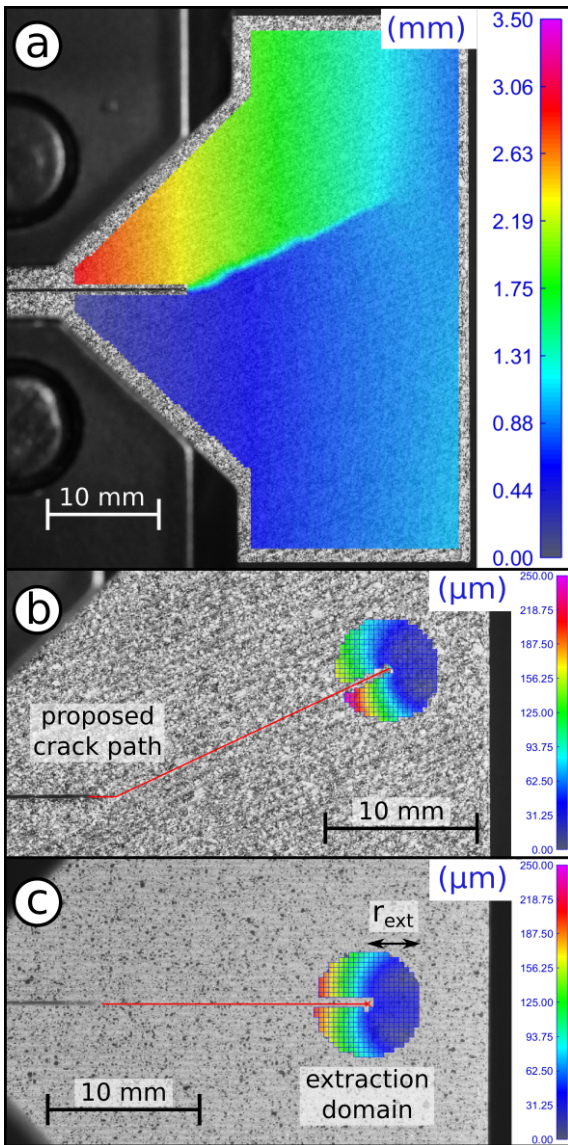 a
(mm)
3.50
3.06
2.63
2.19
1.75
1.31
0.88
0.44
0.00
10 mm
b
(μm)
250.00
218.75
187.50
156.25
125.00
93.75
62.50
31.25
0.00
proposed
crack path
10 mm
c
(μm)
250.00
218.75
187.50
156.25
125.00
93.75
62.50
31.25
0.00
rext
10 mm
extraction
domain